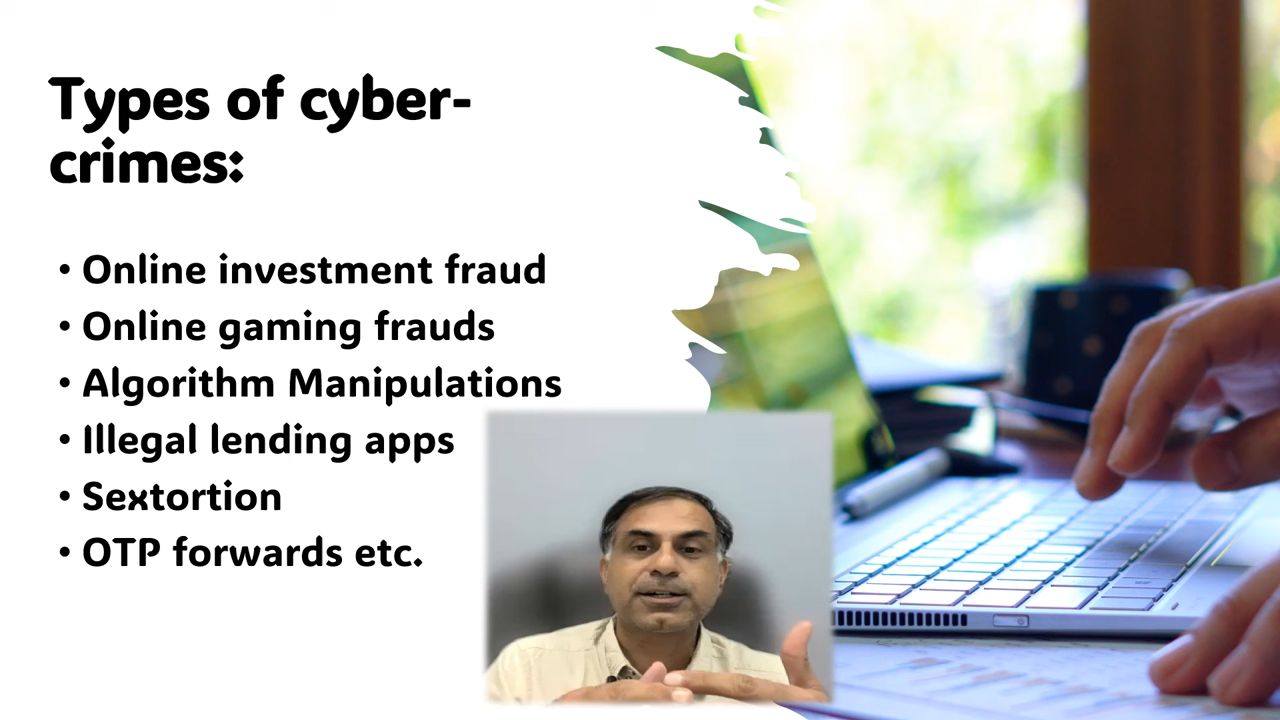 Types of cyber-
crimes:
• Online investment fraud
• Online gaming frauds
• Algorithm Manipulations
• Illegal lending apps
• Sextortion
• OTP forwards etc.